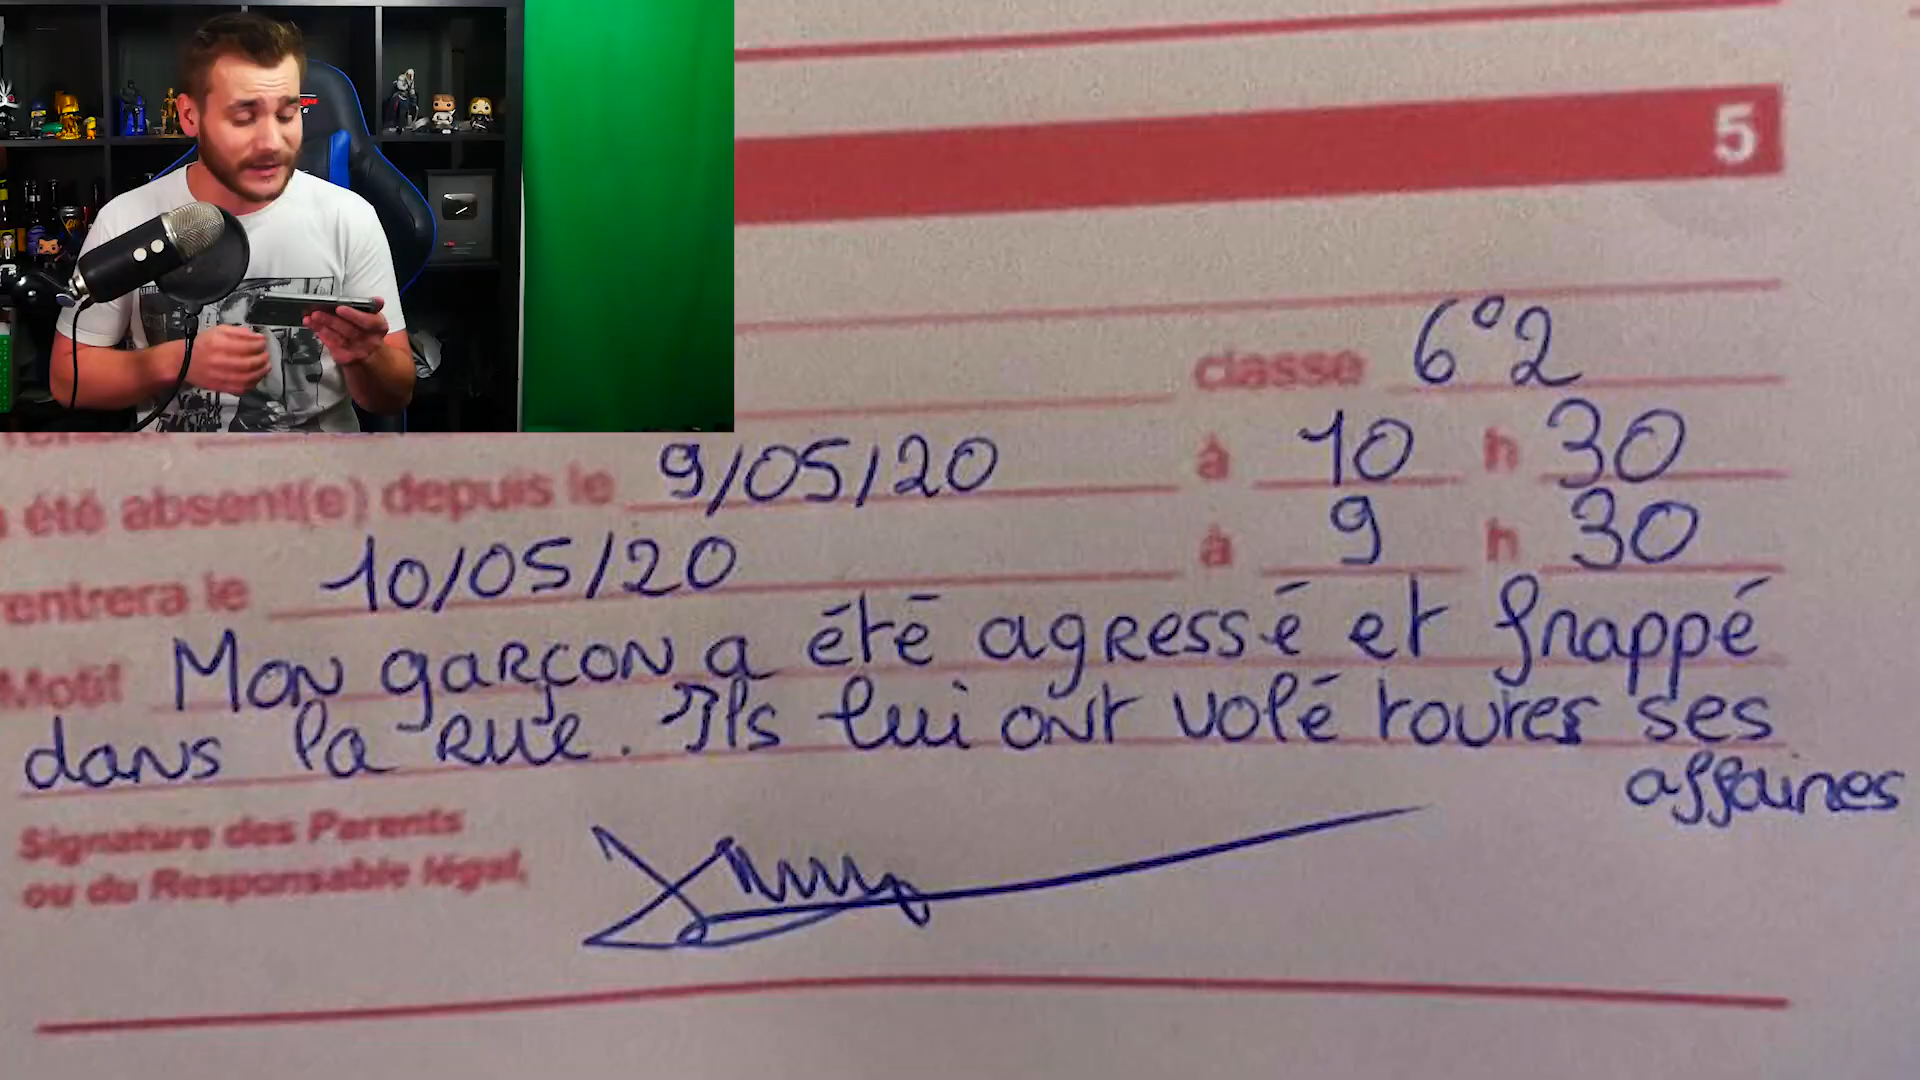 5
classe 6°2
été absent(e) depuis le 9/05/20 à 10 h 30
rentrera le 10/05/20 à 9 h 30
Motif Mon garçon a été agressé et frappé
dans la rue. Ils lui ont volé toutes ses
affaires
Signature des Parents
ou du Responsable légal,